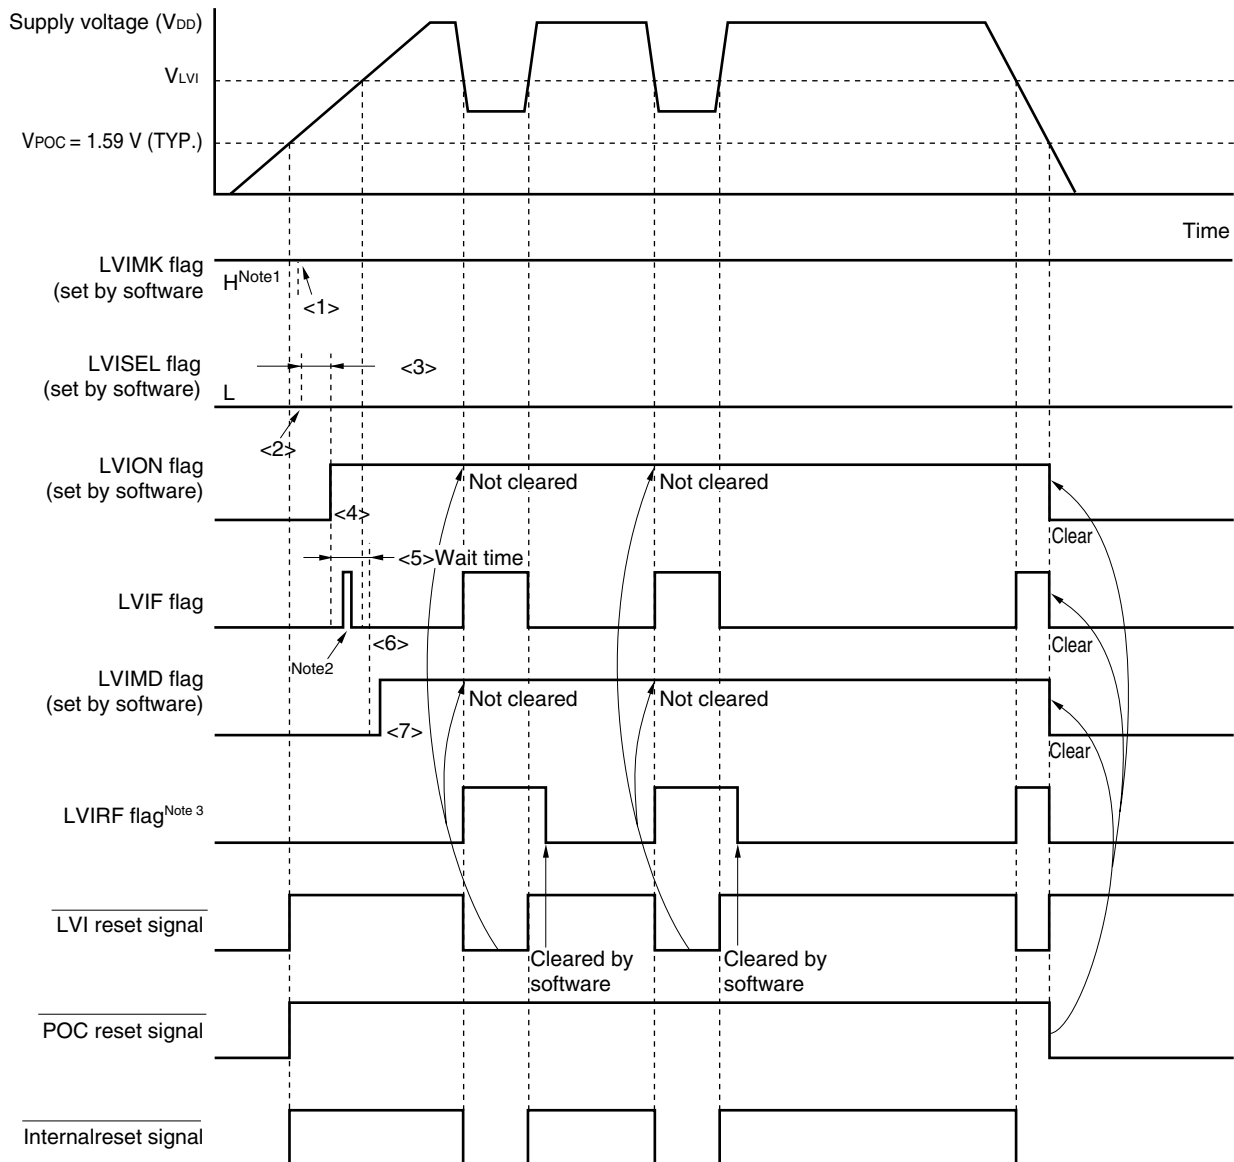 Supply voltage (VDD)
VLVI
VPOC = 1.59 V (TYP.)
Time
LVIMK flag
(set by software
H Note1
<1>
LVISEL flag
(set by software)
<3>
L
<2>
LVION flag
(set by software)
Not cleared
Not cleared
<4>
Clear
<5>Wait time
LVIF flag
<6>
Note2
Clear
LVIMD flag
(set by software)
Not cleared
Not cleared
<7>
Clear
LVIRF flag Note 3
LVI reset signal
Cleared by
software
Cleared by
software
POC reset signal
Internalreset signal